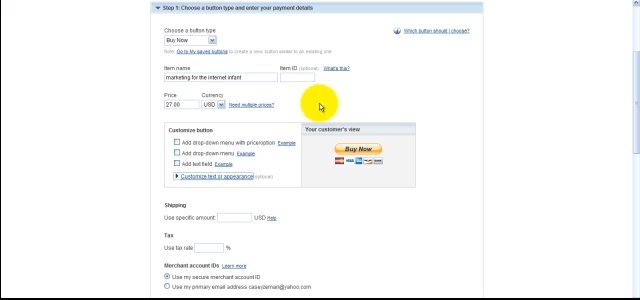 Step 1: Choose a button type and enter your payment details
Choose a button type
Which button should I choose?
Buy Now
Note: Go to My saved buttons to create a new button similar to an existing one.
Item name
Item ID (optional) What's this?
marketing for the internet infant
Price Currency
27.00 USD Need multiple prices?
Customize button
Your customer's view
Add drop-down menu with price/option Example
Buy Now
Add drop-down menu Example
Add text field Example
Customize text or appearance (optional)
Shipping
Use specific amount: USD Help
Tax
Use tax rate %
Merchant account IDs Learn more
Use my secure merchant account ID
Use my primary email address caseyzeman@yahoo.com